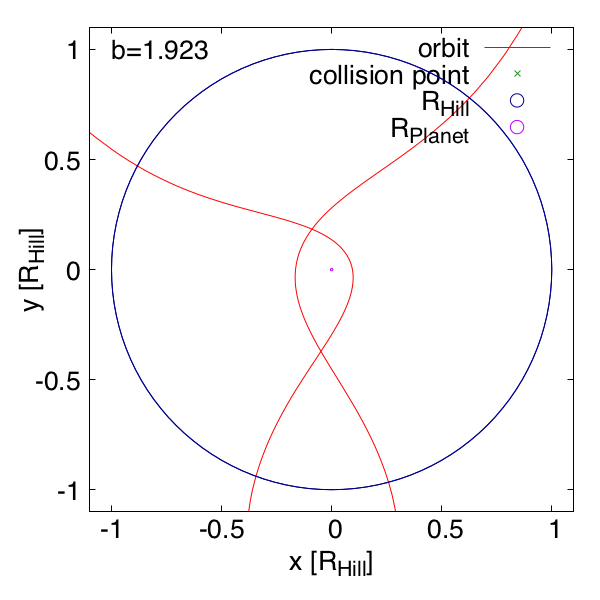 b=1.923
orbit
collision point
R_Hill
R_Planet
1
0.5
0
-0.5
-1
y [R_Hill]
-1 -0.5 0 0.5 1
x [R_Hill]